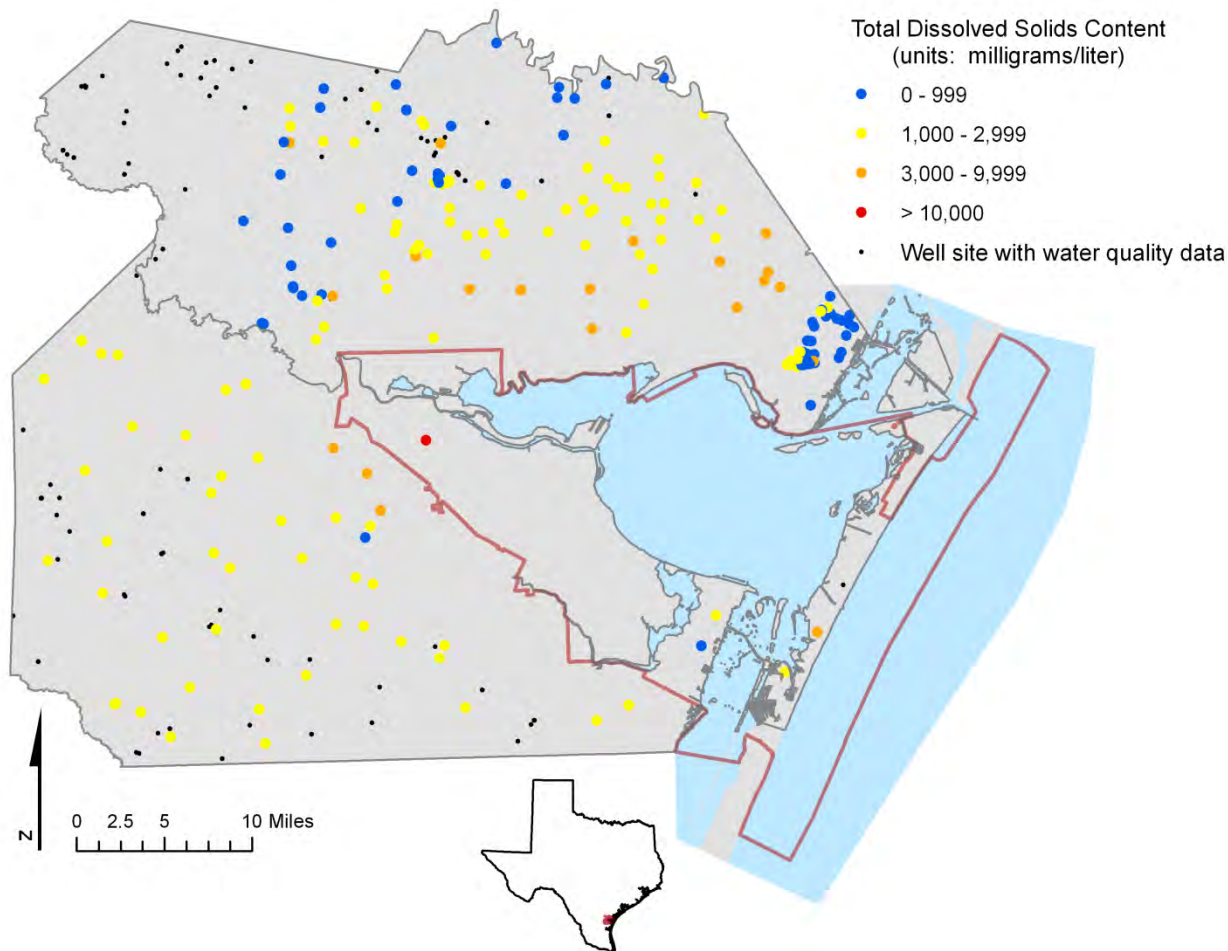 Total Dissolved Solids Content
(units: milligrams/liter)
0 - 999
1,000 - 2,999
3,000 - 9,999
> 10,000
Well site with water quality data
N
0 2.5 5 10 Miles